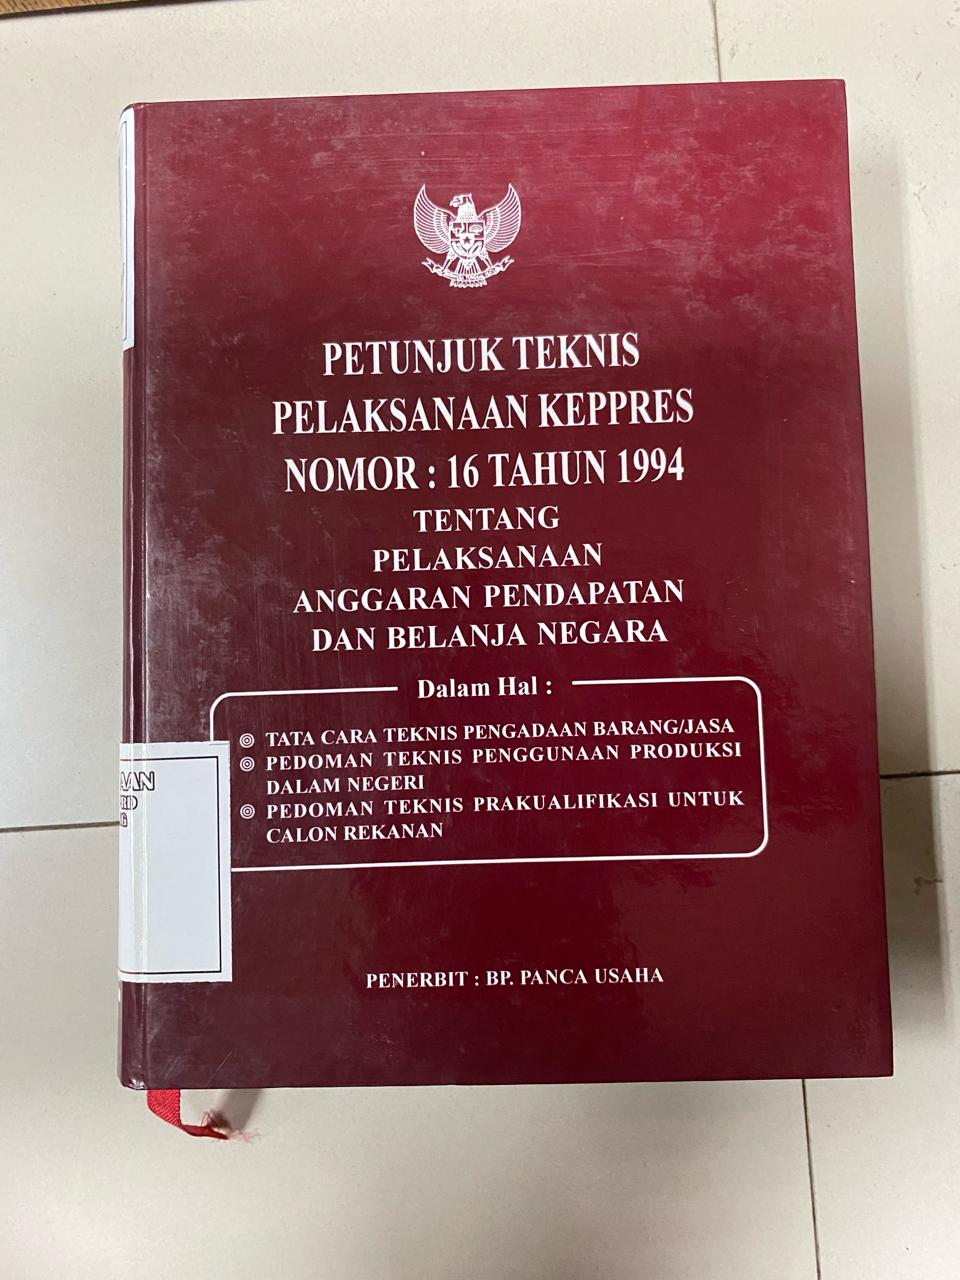 PETUNJUK TEKNIS
PELAKSANAAN KEPPRES
NOMOR : 16 TAHUN 1994
TENTANG
PELAKSANAAN
ANGGARAN PENDAPATAN
DAN BELANJA NEGARA
Dalam Hal :
◎ TATA CARA TEKNIS PENGADAAN BARANG/JASA
◎ PEDOMAN TEKNIS PENGGUNAAN PRODUKSI
DALAM NEGERI
◎ PEDOMAN TEKNIS PRAKUALIFIKASI UNTUK
CALON REKANAN
PENERBIT : BP. PANCA USAHA